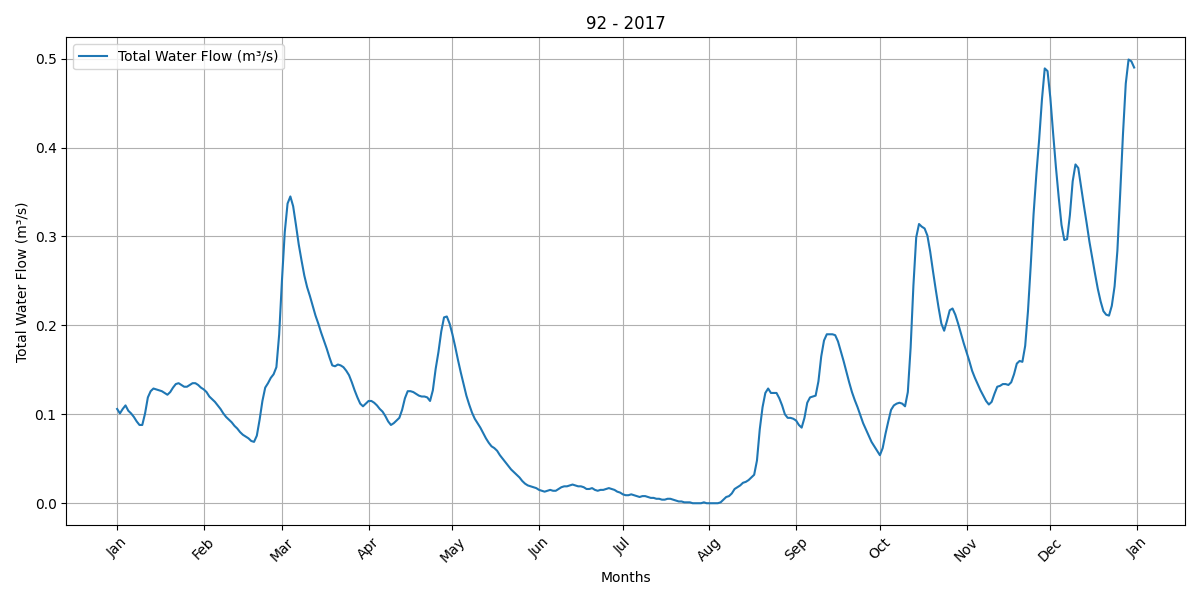 92 - 2017
Total Water Flow (m³/s)
0.5
0.4
0.3
0.2
0.1
0.0
Total Water Flow (m³/s)
Jan Feb Mar Apr May Jun Jul Aug Sep Oct Nov Dec Jan
Months